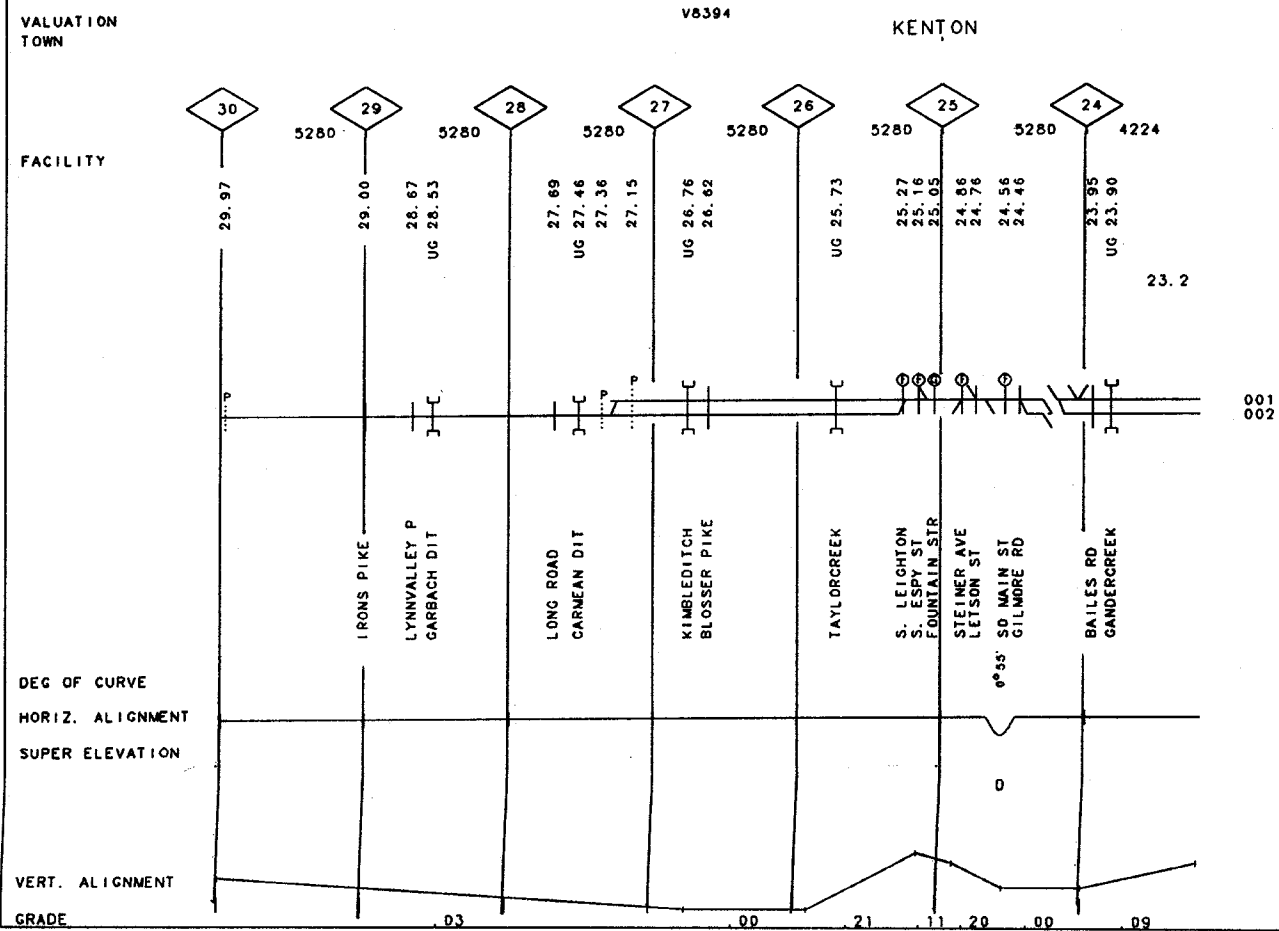 VALUATION
TOWN
V8394
KENTON
30
29
28
27
26
25
24
5280
5280
5280
5280
5280
5280
4224
FACILITY
29.97
29.00
28.67
UG 28.53
27.69
UG 27.46
27.36
27.15
UG 26.76
26.62
UG 25.73
25.27
25.16
25.05
24.86
24.76
24.56
24.46
23.95
UG 23.90
23.2
P
P
P
F
F
F
F
001
002
IRONS PIKE
LYNNVALLEY P
GARBACH DIT
LONG ROAD
CARMEAN DIT
KIMBLEDITCH
BLOSSER PIKE
TAYLORCREEK
S. LEIGHTON
S. ESPY ST
FOUNTAIN STR
STEINER AVE
LETSON ST
SD MAIN ST
GILMORE RD
BAILES RD
GANDERCREEK
DEG OF CURVE
0°55'
HORIZ. ALIGNMENT
SUPER ELEVATION
0
VERT. ALIGNMENT
GRADE
.03
.00
.21
.11
.20
.00
.09